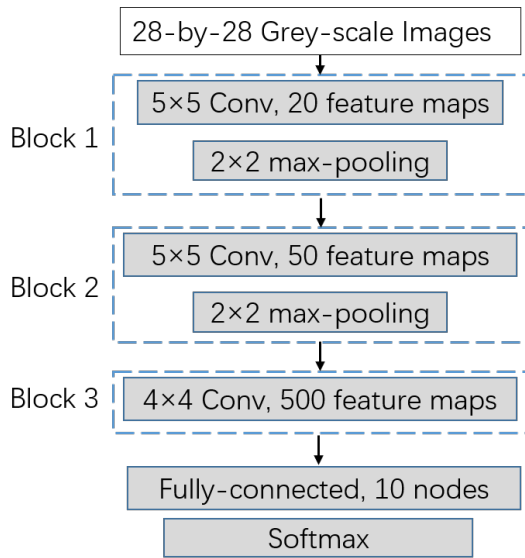 28-by-28 Grey-scale Images
Block 1
5×5 Conv, 20 feature maps
2×2 max-pooling
Block 2
5×5 Conv, 50 feature maps
2×2 max-pooling
Block 3
4×4 Conv, 500 feature maps
Fully-connected, 10 nodes
Softmax